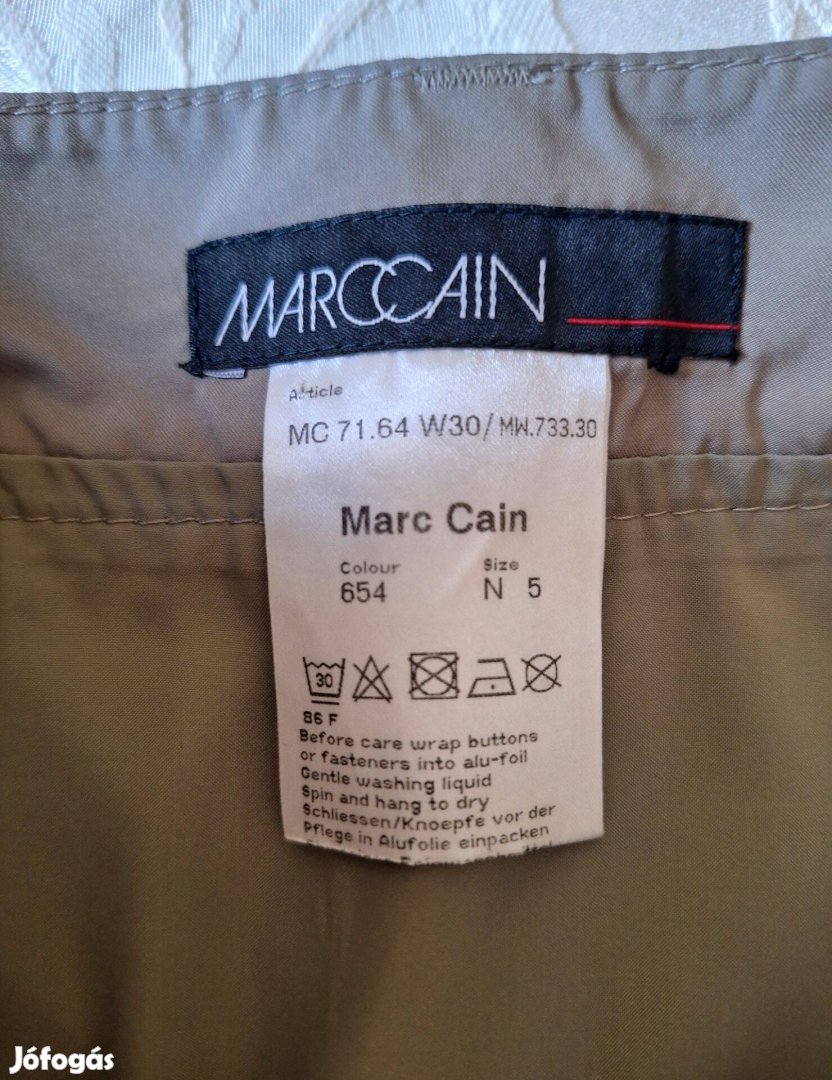 MARCCAIN
Article
MC 71.64 W30/ MW.733.30
Marc Cain
Colour Size
654 N 5
30
86 F
Before care wrap buttons
or fasteners into alu-foil
Gentle washing liquid
Spin and hang to dry
Schliessen/Knoepfe vor der
Pflege in Alufolie einpacken
Jófogás